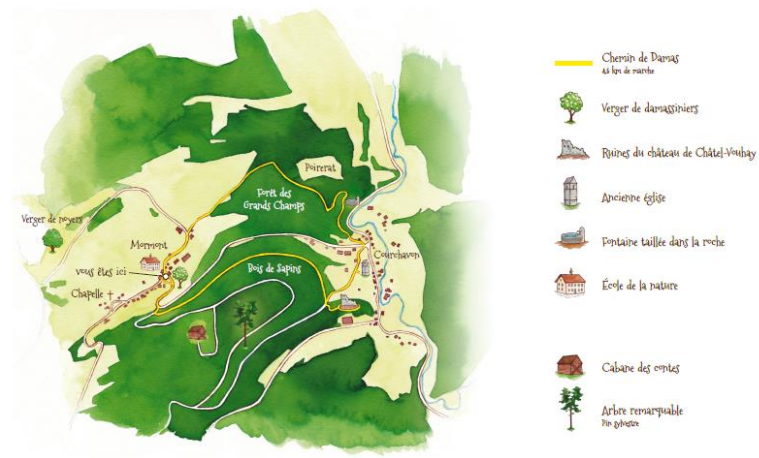 Poirerat
Forêt des
Grands Champs
Verger de noyers
Mormont
vous êtes ici
Courchavon
Bois de Sapins
Chapelle
Chemin de Damas
4.6 km de marche
Verger de damassiniers
Ruines du château de Châtel-Vouhay
Ancienne église
Fontaine taillée dans la roche
École de la nature
Cabane des contes
Arbre remarquable
Pin sylvestre